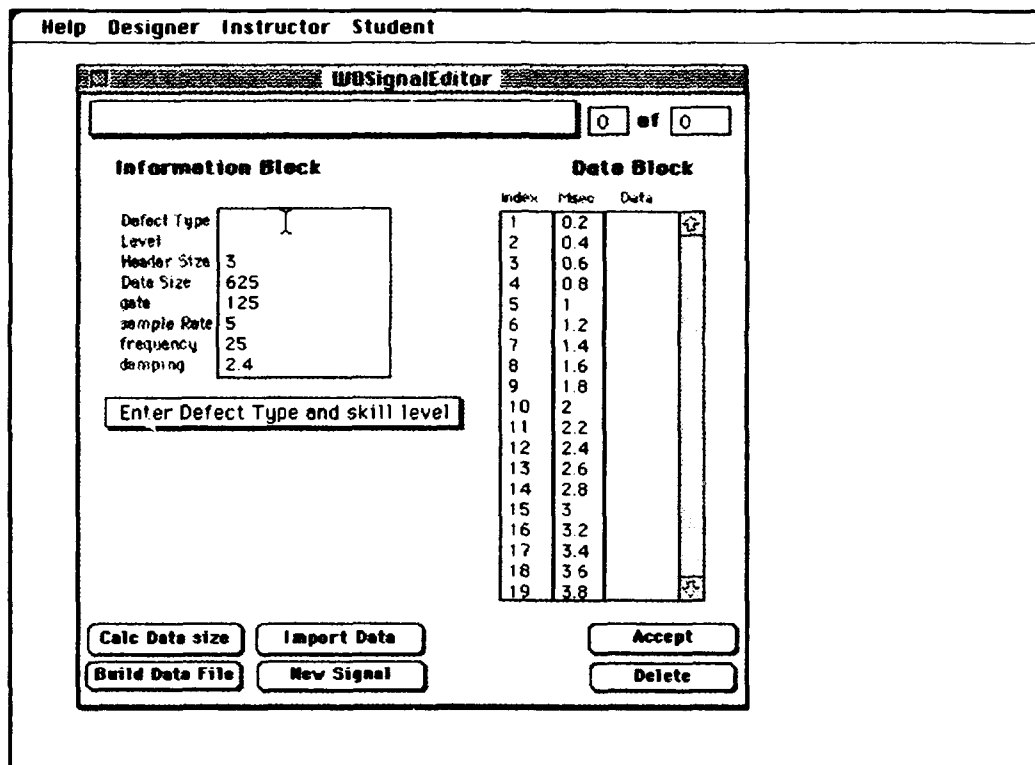 Help Designer Instructor Student
WBSignalEditor
0 of 0
Information Block
Data Block
Index Msec Data
Defect Type
Level
Header Size 3
Data Size 625
gate 125
sample Rate 5
frequency 25
damping 2.4
Enter Defect Type and skill level
1 0.2
2 0.4
3 0.6
4 0.8
5 1
6 1.2
7 1.4
8 1.6
9 1.8
10 2
11 2.2
12 2.4
13 2.6
14 2.8
15 3
16 3.2
17 3.4
18 3.6
19 3.8
Calc Data size Import Data Accept
Build Data File New Signal Delete